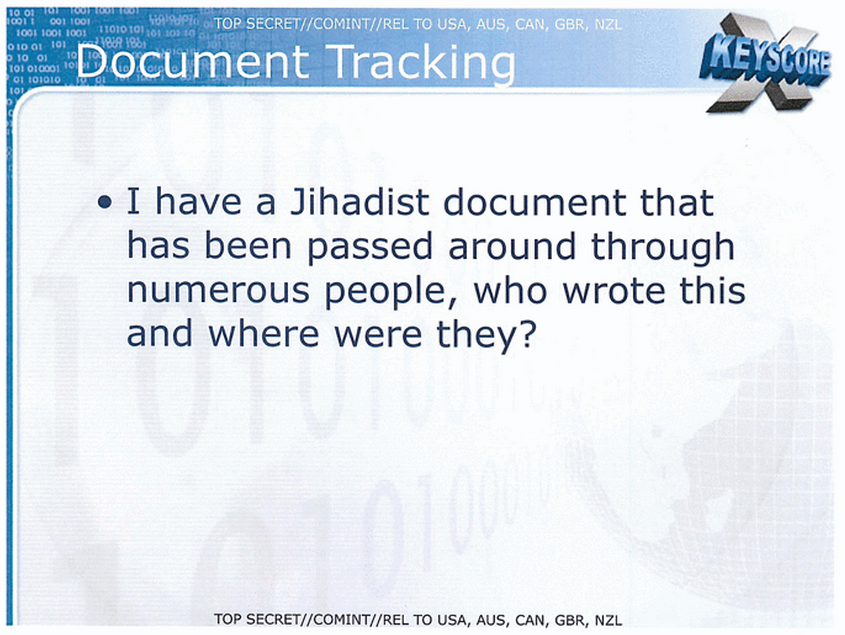 TOP SECRET//COMINT//REL TO USA, AUS, CAN, GBR, NZL
Document Tracking
KEYSCORE
• I have a Jihadist document that
has been passed around through
numerous people, who wrote this
and where were they?
TOP SECRET//COMINT//REL TO USA, AUS, CAN, GBR, NZL